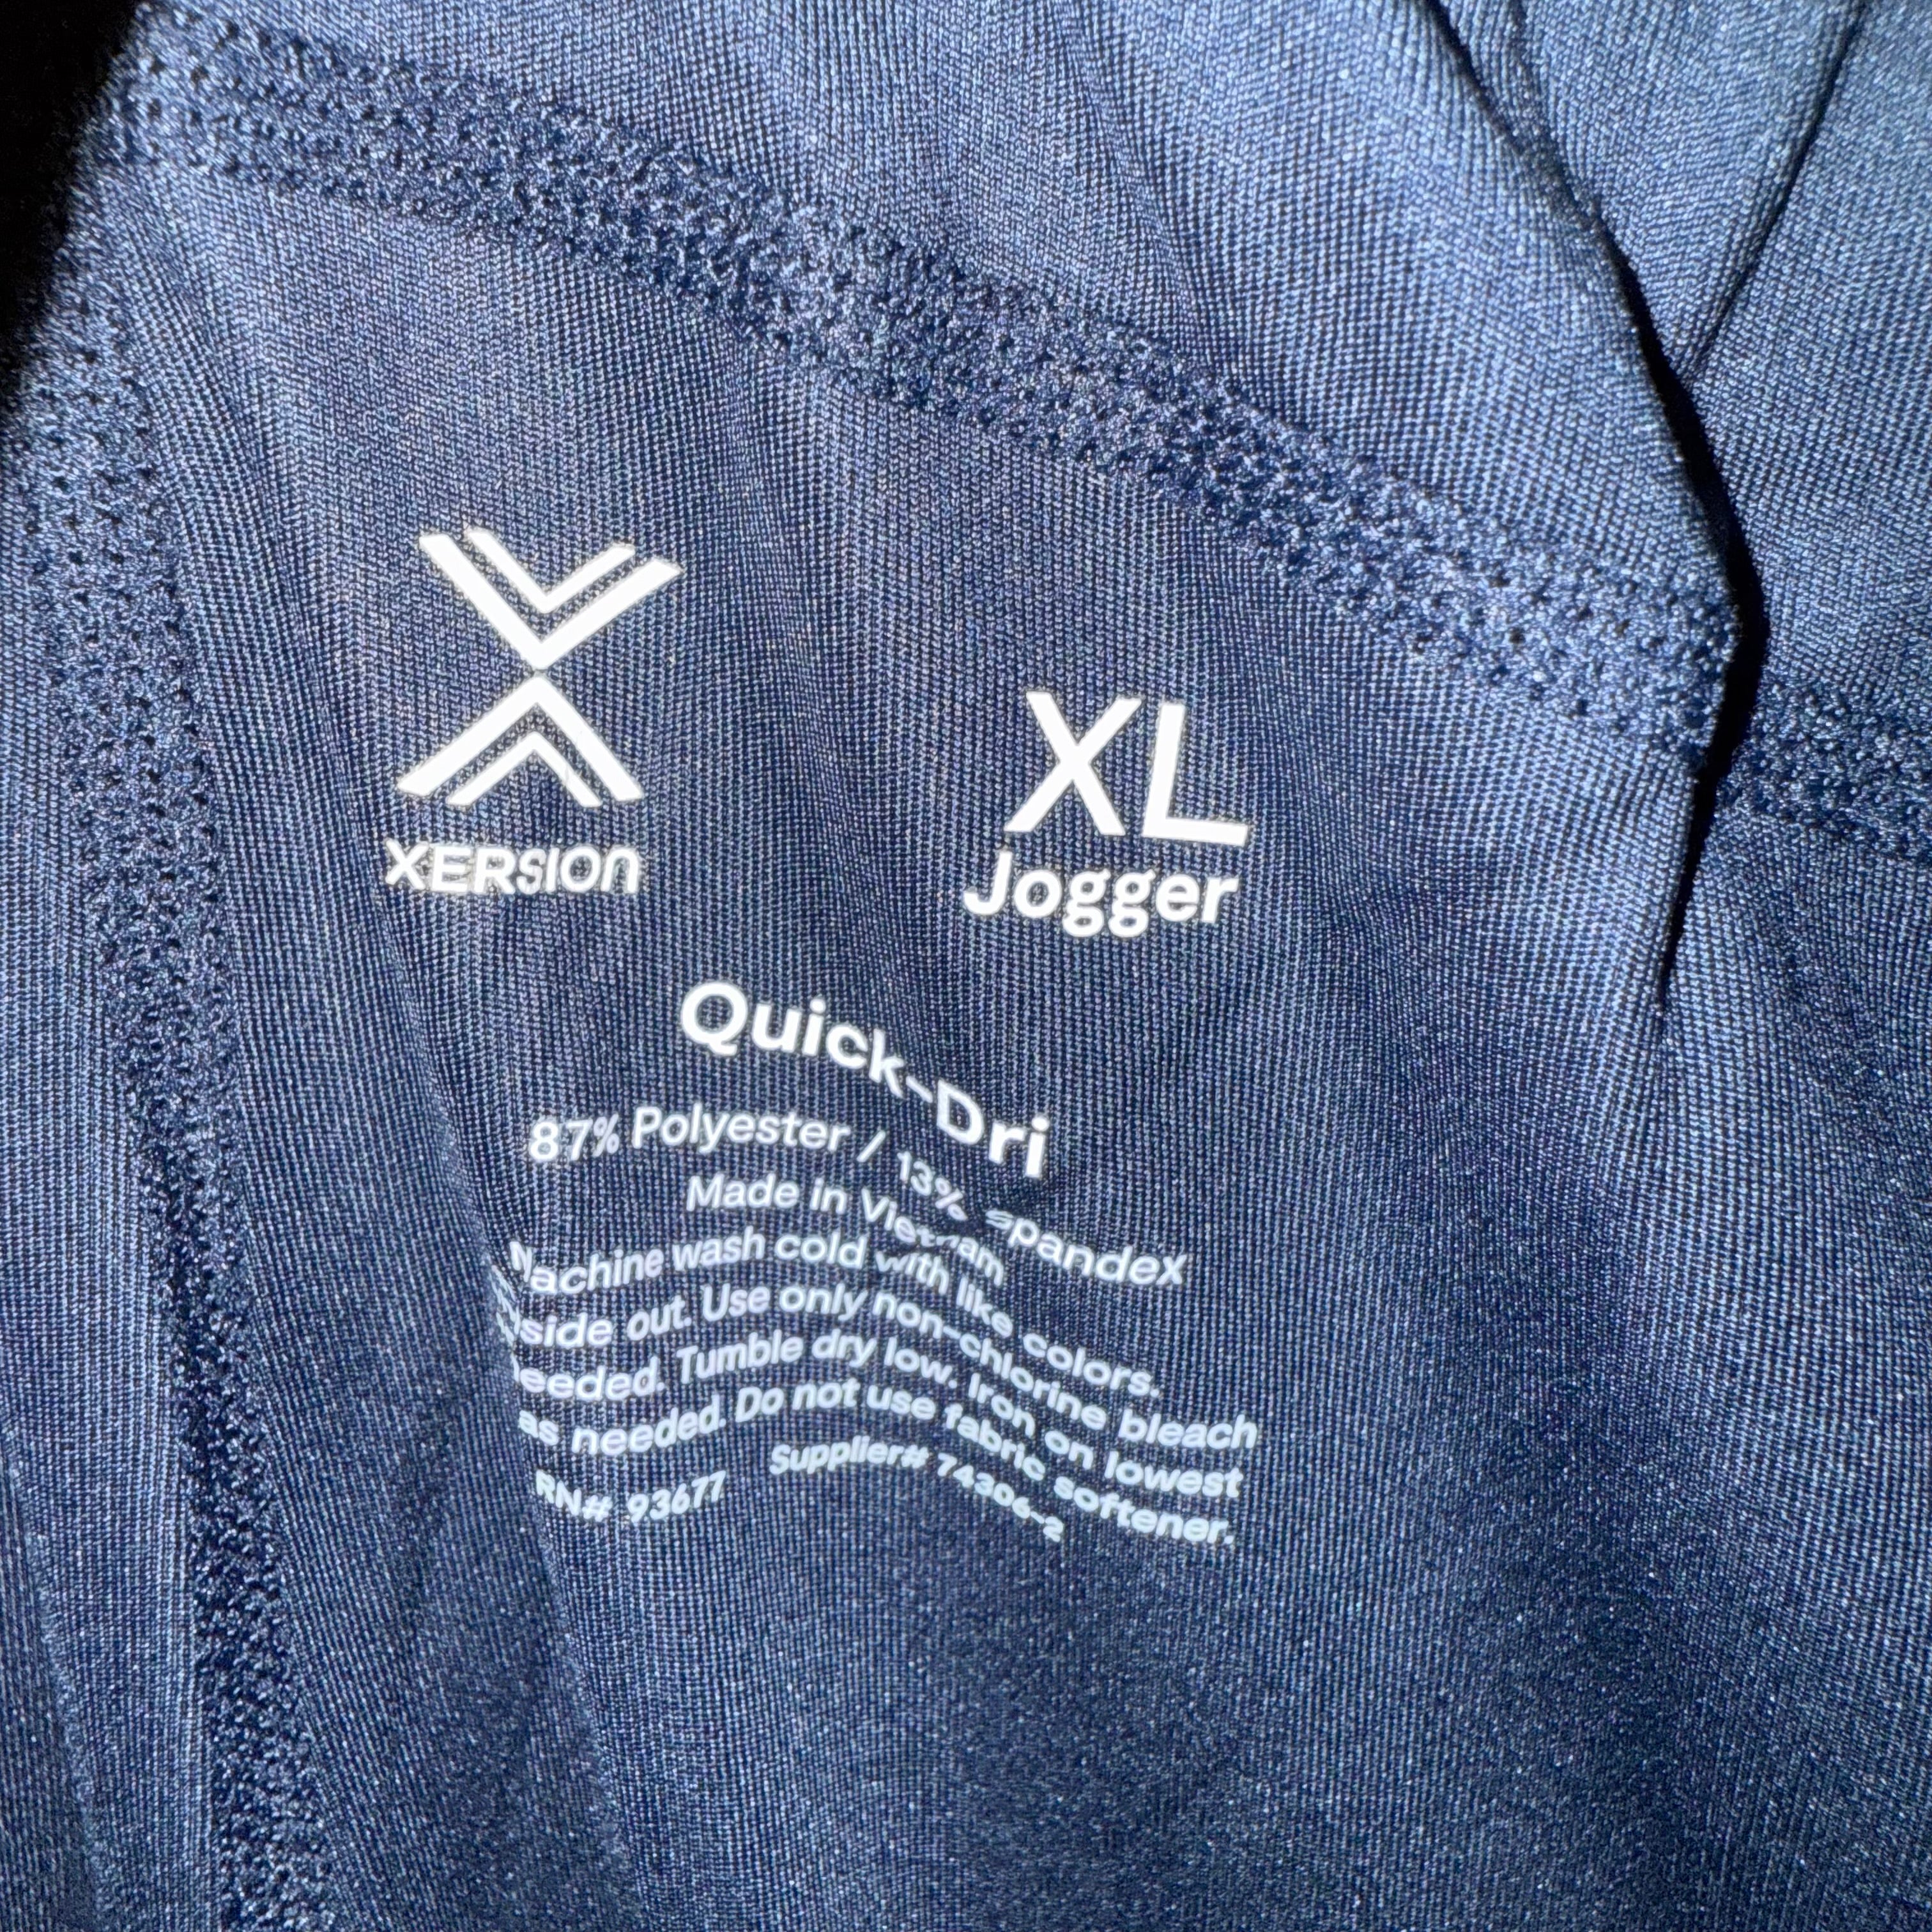 XERSION
XL
Jogger
Quick-Dri
87% Polyester / 13% Spandex
Made in Vietnam
Machine wash cold with like colors.
side out. Use only non-chlorine bleach
needed. Tumble dry low. Iron on lowest
as needed. Do not use fabric softener.
RN# 93677 Supplier# 74306-2